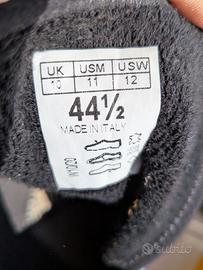 UK USM USW
10 11 12
44½
MADE IN ITALY
subito